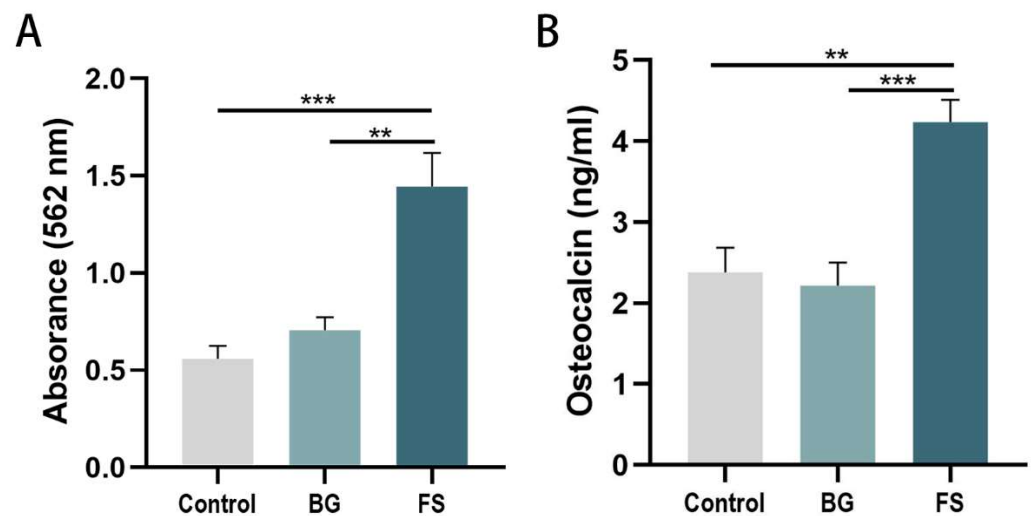 A
Absorance (562 nm)
2.0
1.5
1.0
0.5
0.0
***
**
Control BG FS
B
Osteocalcin (ng/ml)
5
4
3
2
1
0
**
***
Control BG FS